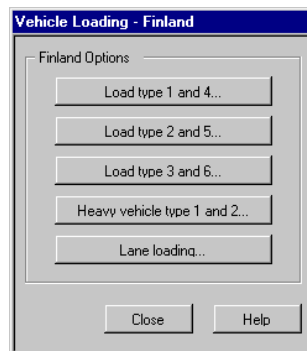 Vehicle Loading - Finland
Finland Options
Load type 1 and 4...
Load type 2 and 5...
Load type 3 and 6...
Heavy vehicle type 1 and 2...
Lane loading...
Close Help